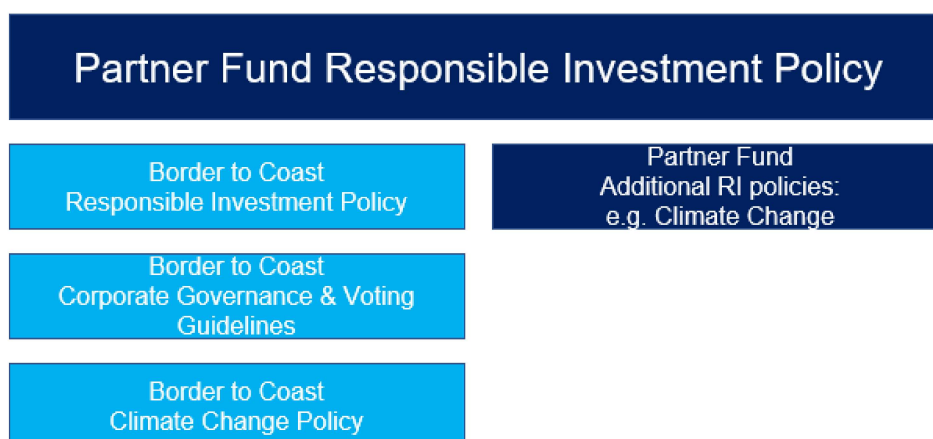 Partner Fund Responsible Investment Policy
Border to Coast
Responsible Investment Policy
Partner Fund
Additional RI policies:
e.g. Climate Change
Border to Coast
Corporate Governance & Voting
Guidelines
Border to Coast
Climate Change Policy